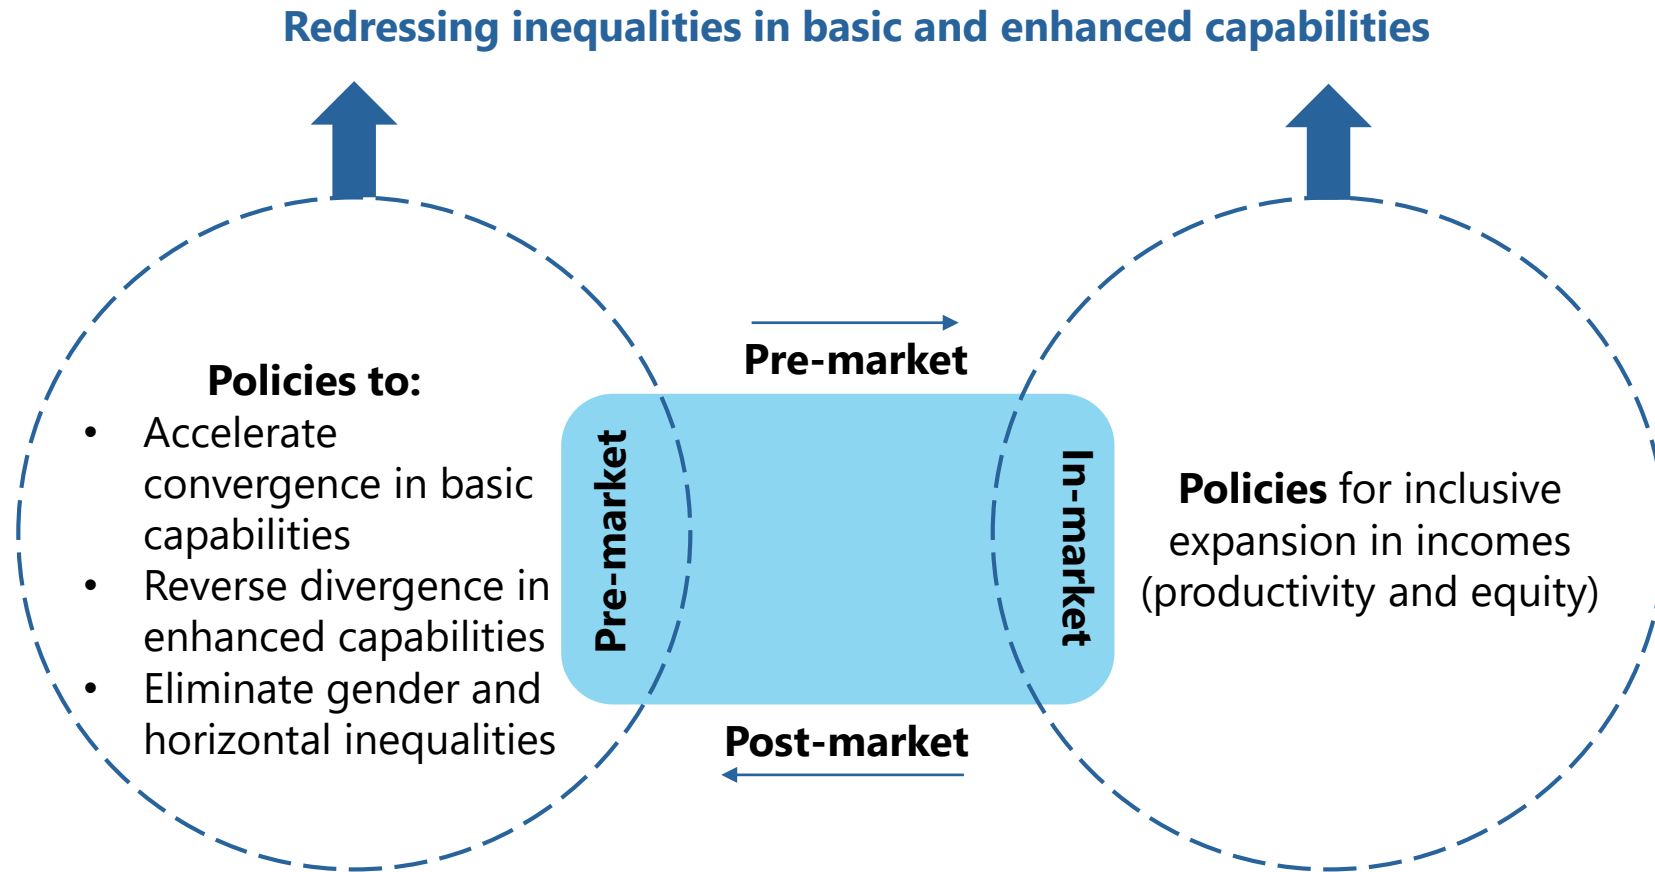 Redressing inequalities in basic and enhanced capabilities
Policies to:
• Accelerate
convergence in basic
capabilities
• Reverse divergence in
enhanced capabilities
• Eliminate gender and
horizontal inequalities
Pre-market
Pre-market
In-market
Post-market
Policies for inclusive
expansion in incomes
(productivity and equity)